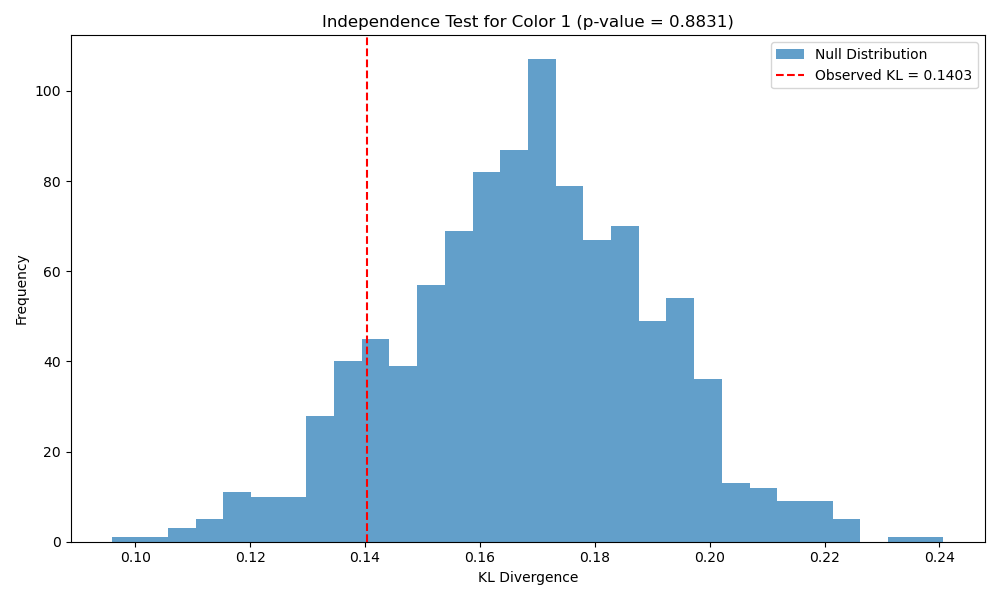 Independence Test for Color 1 (p-value = 0.8831)
Null Distribution
Observed KL = 0.1403
Frequency
100
80
60
40
20
0
0.10 0.12 0.14 0.16 0.18 0.20 0.22 0.24
KL Divergence